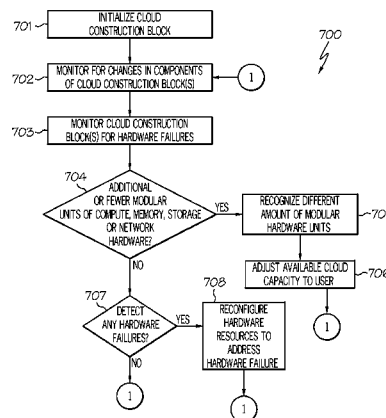 701
INITIALIZE CLOUD
CONSTRUCTION BLOCK
700
702
MONITOR FOR CHANGES IN COMPONENTS
OF CLOUD CONSTRUCTION BLOCK(S)
1
703
MONITOR CLOUD CONSTRUCTION
BLOCK(S) FOR HARDWARE FAILURES
704
ADDITIONAL
OR FEWER MODULAR
UNITS OF COMPUTE, MEMORY, STORAGE
OR NETWORK
HARDWARE?
YES
NO
RECOGNIZE DIFFERENT
AMOUNT OF MODULAR
HARDWARE UNITS
ADJUST AVAILABLE CLOUD
CAPACITY TO USER
706
1
707
DETECT
ANY HARDWARE
FAILURES?
YES
NO
1
708
RECONFIGURE
HARDWARE
RESOURCES TO
ADDRESS
HARDWARE FAILURE
1